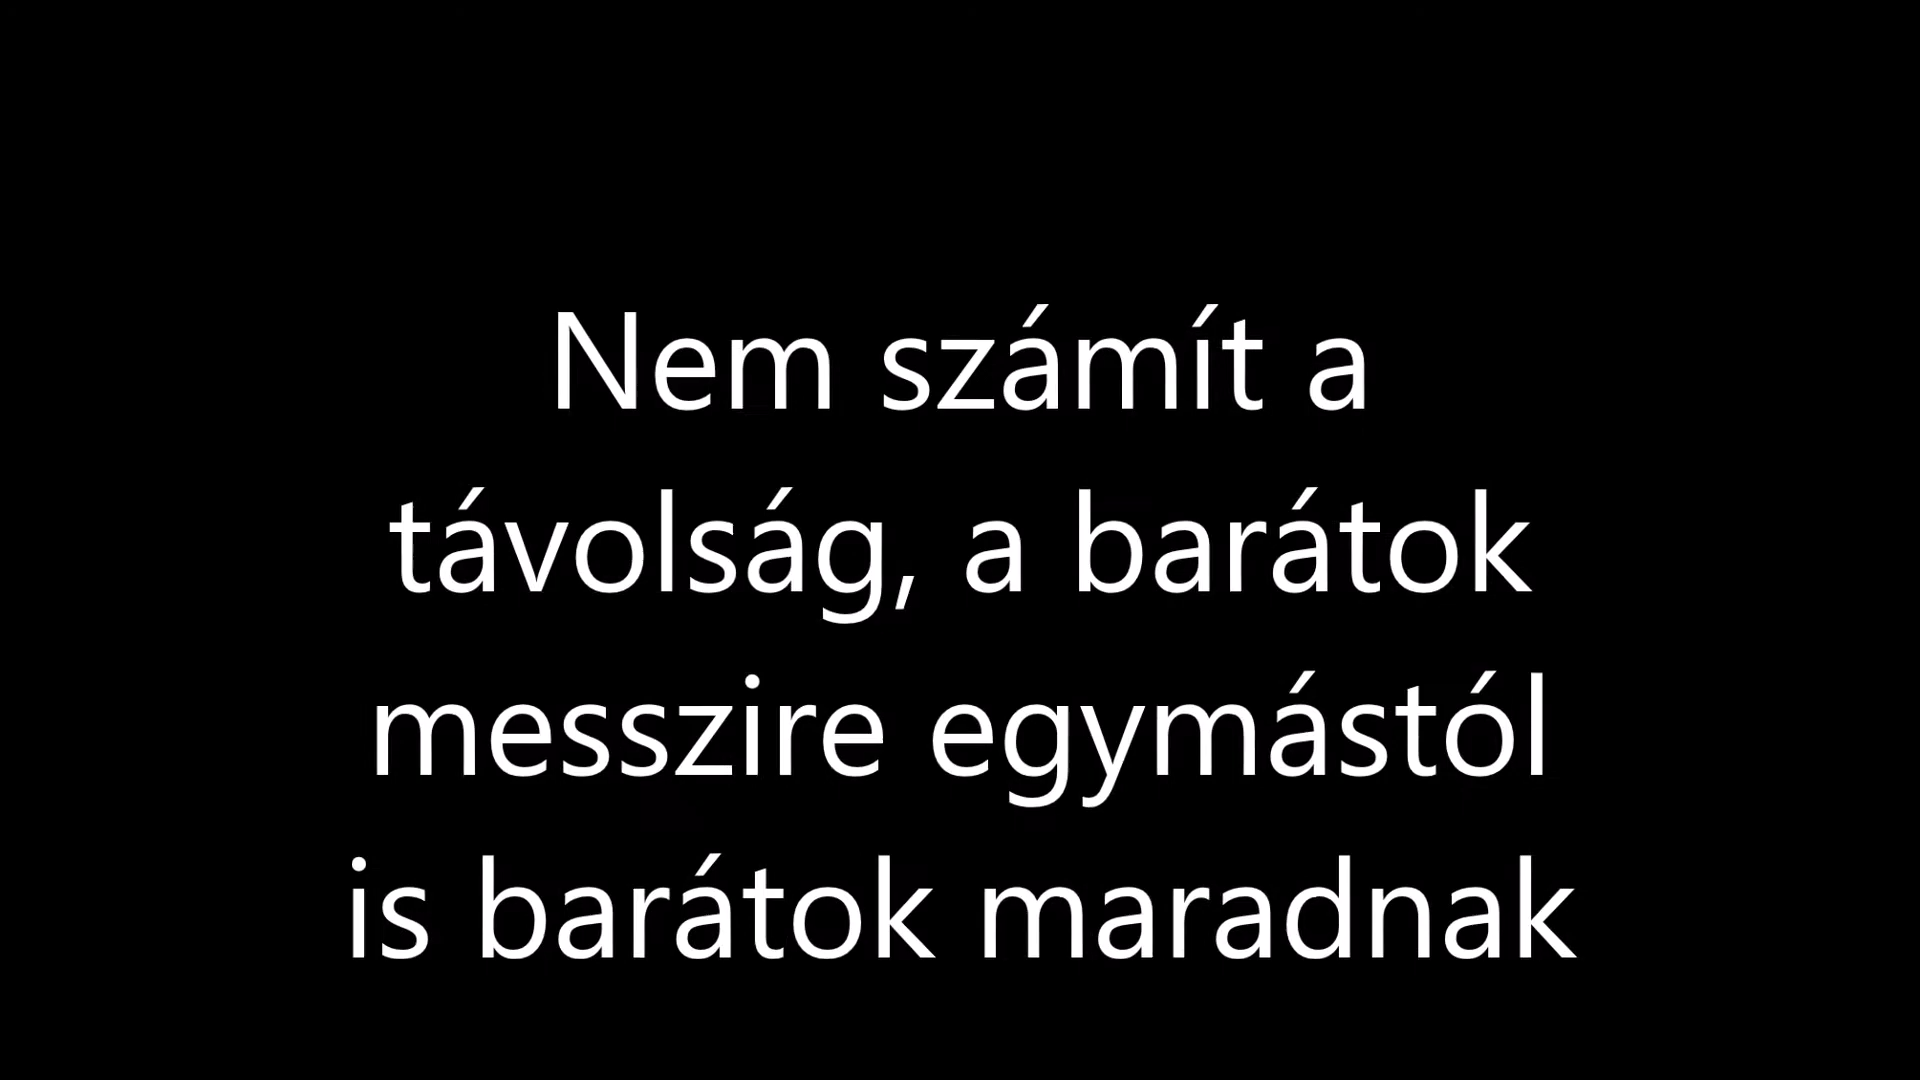 Nem számít a
távolság, a barátok
messzire egymástól
is barátok maradnak